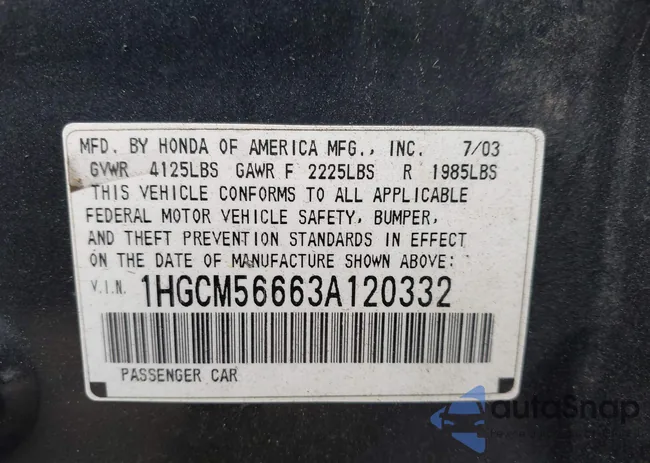 MFD. BY HONDA OF AMERICA MFG., INC. 7/03
GVWR 4125LBS GAWR F 2225LBS R 1985LBS
THIS VEHICLE CONFORMS TO ALL APPLICABLE
FEDERAL MOTOR VEHICLE SAFETY, BUMPER,
AND THEFT PREVENTION STANDARDS IN EFFECT
ON THE DATE OF MANUFACTURE SHOWN ABOVE:
V.I.N. 1HGCM56663A120332
PASSENGER CAR
autoSnap